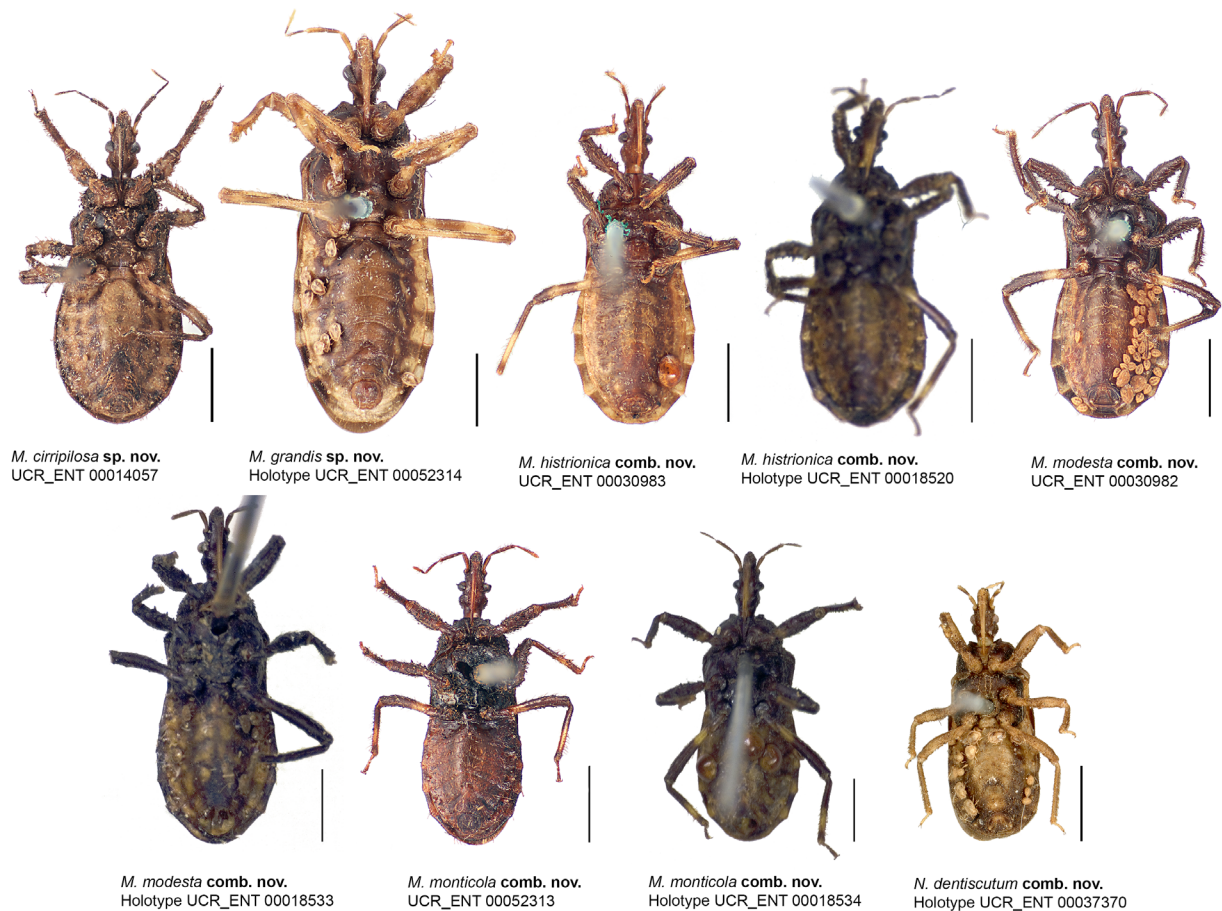 M. cirripilosa sp. nov.
UCR_ENT 00014057
M. grandis sp. nov.
Holotype UCR_ENT 00052314
M. histrionica comb. nov.
UCR_ENT 00030983
M. histrionica comb. nov.
Holotype UCR_ENT 00018520
M. modesta comb. nov.
UCR_ENT 00030982
M. modesta comb. nov.
Holotype UCR_ENT 00018533
M. monticola comb. nov.
UCR_ENT 00052313
M. monticola comb. nov.
Holotype UCR_ENT 00018534
N. dentiscutum comb. nov.
Holotype UCR_ENT 00037370